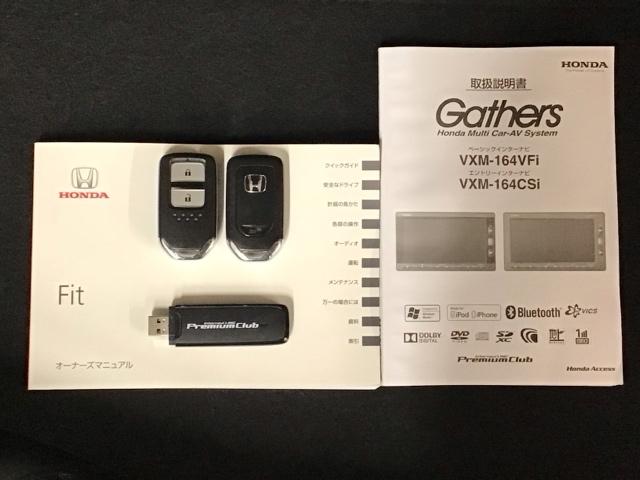 HONDA
取扱説明書
Gathers
Honda Multi Car-AV System
ベーシックインターナビ
VXM-164VFi
エントリーインターナビ
VXM-164CSi
iPod
iPhone
Bluetooth
VICS
DOLBY
DIGITAL
DVD
VIDEO
SD
XC
PremiumClub
Honda Access
HONDA
Fit
オーナーズマニュアル
クイックガイド
安全なドライブ
計器の見かた
各部の操作
オーディオ
運転
メンテナンス
万一の場合には
資料
索引
PremiumClub